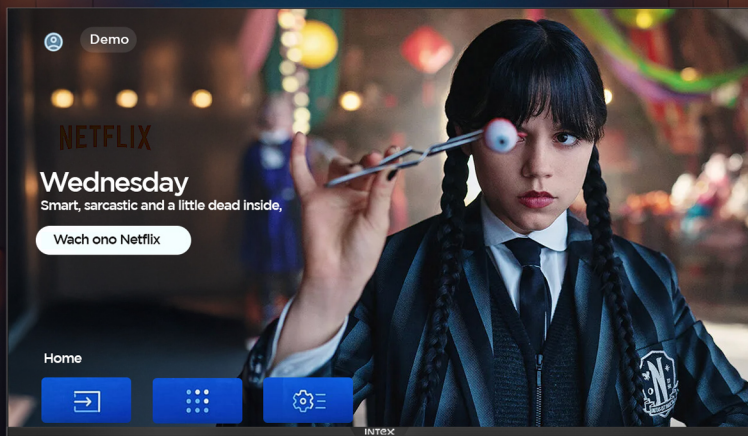 Demo
NETFLIX
Wednesday
Smart, sarcastic and a little dead inside,
Wach ono Netflix
Home
INTEX